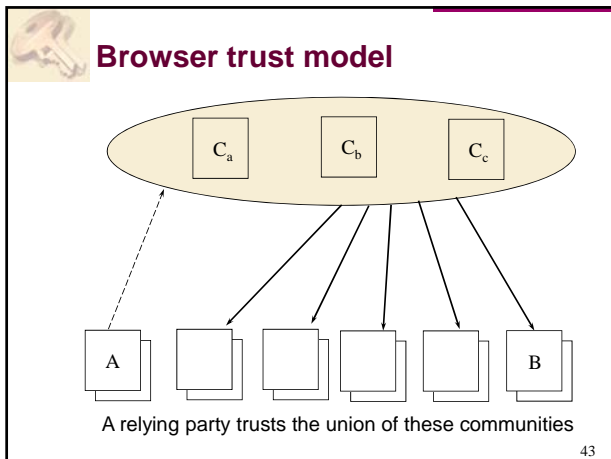 Browser trust model
Ca Cb Cc
A B
A relying party trusts the union of these communities
43